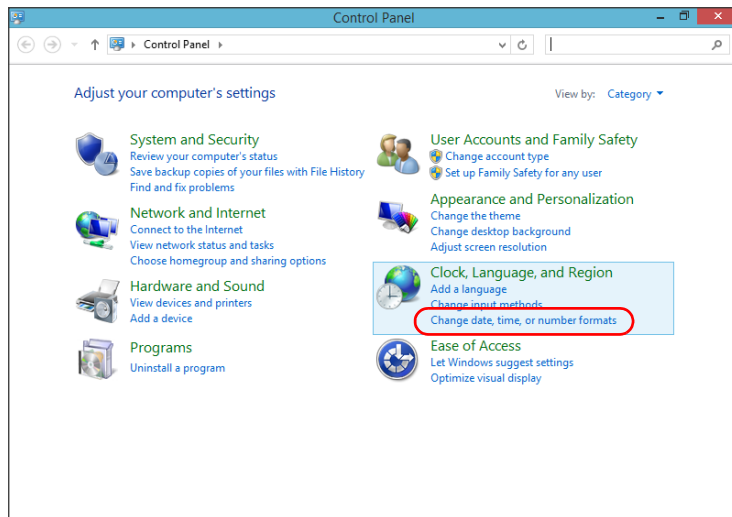 Control Panel
Control Panel
Adjust your computer's settings
View by: Category
System and Security
Review your computer's status
Save backup copies of your files with File History
Find and fix problems
Network and Internet
Connect to the Internet
View network status and tasks
Choose homegroup and sharing options
Hardware and Sound
View devices and printers
Add a device
Programs
Uninstall a program
User Accounts and Family Safety
Change account type
Set up Family Safety for any user
Appearance and Personalization
Change the theme
Change desktop background
Adjust screen resolution
Clock, Language, and Region
Add a language
Change input methods
Change date, time, or number formats
Ease of Access
Let Windows suggest settings
Optimize visual display